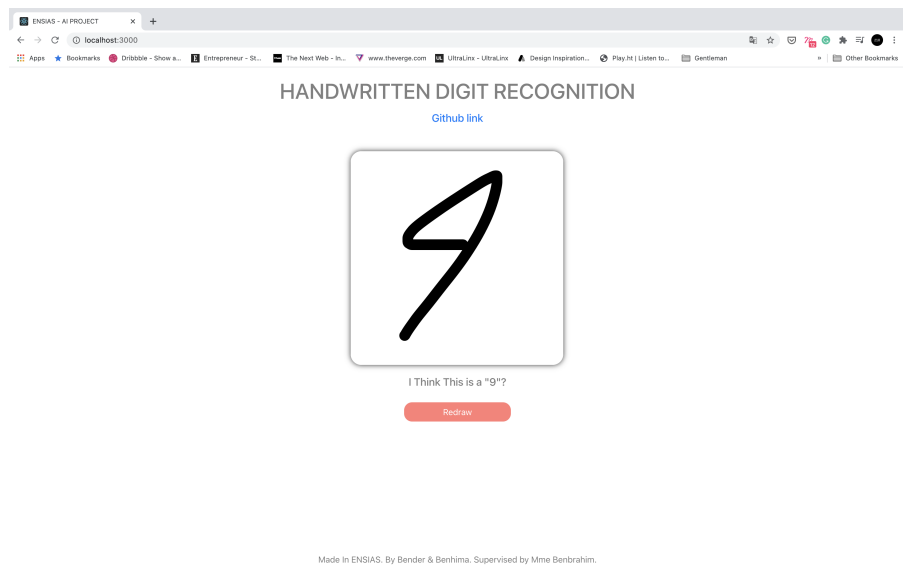 ENSIAS - AI PROJECT
localhost:3000
Apps Bookmarks Dribbble - Show a... Entrepreneur - St... The Next Web - In... www.theverge.com UltraLinx - UltraLinx Design Inspiration... Play.ht | Listen to... Gentleman » Other Bookmarks
HANDWRITTEN DIGIT RECOGNITION
Github link
9
I Think This is a "9"?
Redraw
Made In ENSIAS. By Bender & Benhima. Supervised by Mme Benbrahim.